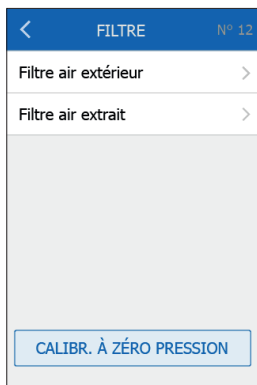 FILTRE N° 12
Filtre air extérieur
Filtre air extrait
CALIBR. À ZÉRO PRESSION